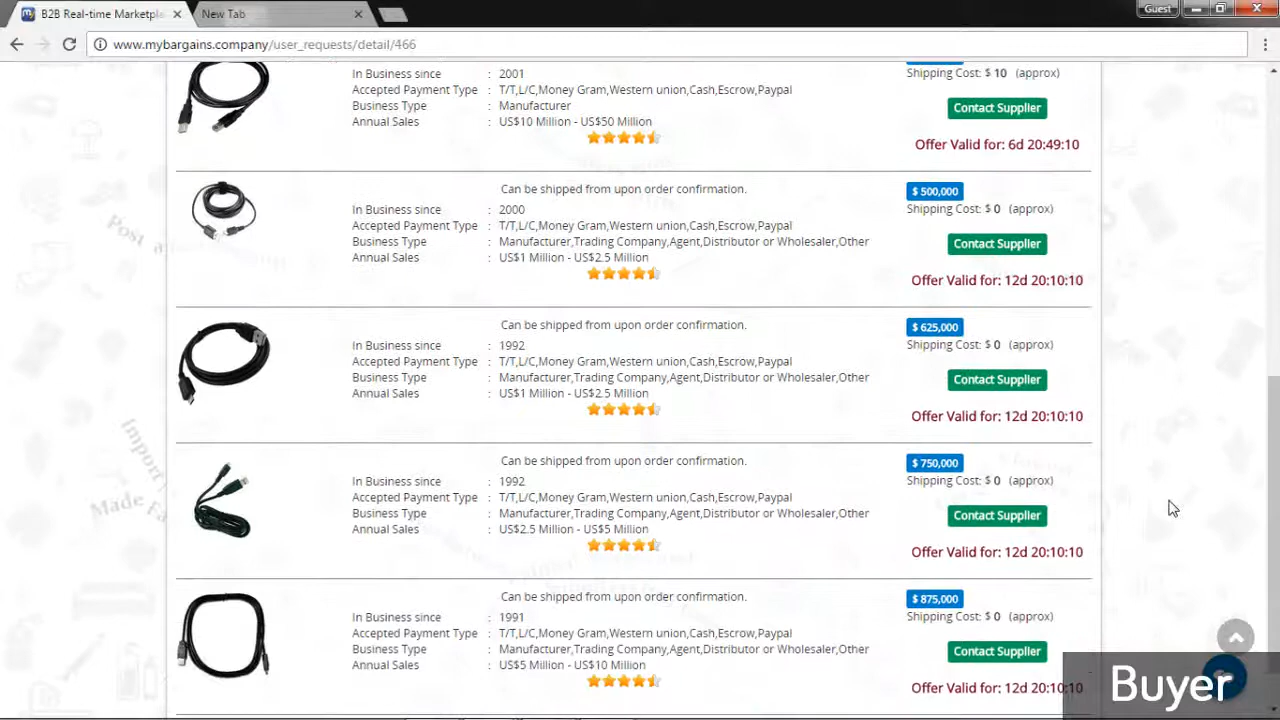 B2B Real-time Marketpla
New Tab
Guest
www.mybargains.company/user_requests/detail/466
In Business since : 2001
Accepted Payment Type : T/T,L/C,Money Gram,Western union,Cash,Escrow,Paypal
Business Type : Manufacturer
Annual Sales : US$10 Million - US$50 Million
Shipping Cost: $ 10 (approx)
Contact Supplier
Offer Valid for: 6d 20:49:10
Can be shipped from upon order confirmation.
In Business since : 2000
Accepted Payment Type : T/T,L/C,Money Gram,Western union,Cash,Escrow,Paypal
Business Type : Manufacturer,Trading Company,Agent,Distributor or Wholesaler,Other
Annual Sales : US$1 Million - US$2.5 Million
$ 500,000
Shipping Cost: $ 0 (approx)
Contact Supplier
Offer Valid for: 12d 20:10:10
Can be shipped from upon order confirmation.
In Business since : 1992
Accepted Payment Type : T/T,L/C,Money Gram,Western union,Cash,Escrow,Paypal
Business Type : Manufacturer,Trading Company,Agent,Distributor or Wholesaler,Other
Annual Sales : US$1 Million - US$2.5 Million
$ 625,000
Shipping Cost: $ 0 (approx)
Contact Supplier
Offer Valid for: 12d 20:10:10
Can be shipped from upon order confirmation.
In Business since : 1992
Accepted Payment Type : T/T,L/C,Money Gram,Western union,Cash,Escrow,Paypal
Business Type : Manufacturer,Trading Company,Agent,Distributor or Wholesaler,Other
Annual Sales : US$2.5 Million - US$5 Million
$ 750,000
Shipping Cost: $ 0 (approx)
Contact Supplier
Offer Valid for: 12d 20:10:10
Can be shipped from upon order confirmation.
In Business since : 1991
Accepted Payment Type : T/T,L/C,Money Gram,Western union,Cash,Escrow,Paypal
Business Type : Manufacturer,Trading Company,Agent,Distributor or Wholesaler,Other
Annual Sales : US$5 Million - US$10 Million
$ 875,000
Shipping Cost: $ 0 (approx)
Contact Supplier
Offer Valid for: 12d 20:10:10
Buyer
Post
Import
Made